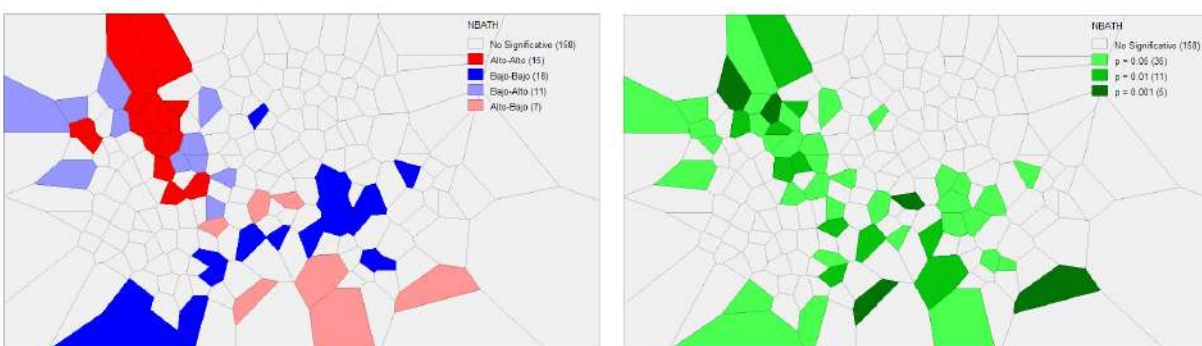 NBATH
No Significativo (158)
Alto-Alto (15)
Bajo-Bajo (18)
Bajo-Alto (11)
Alto-Bajo (7)
NBATH
No Significativo (158)
p = 0.05 (35)
p = 0.01 (11)
p = 0.001 (5)